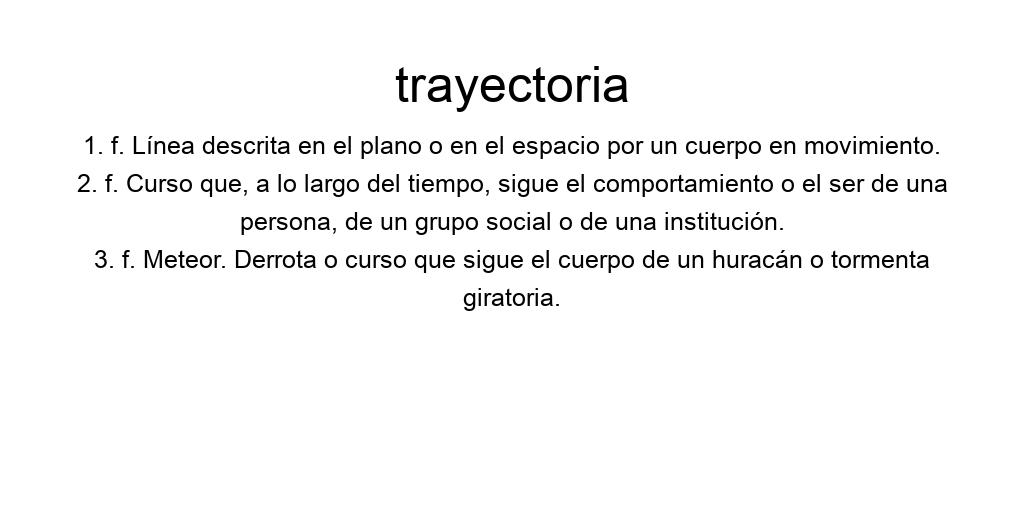 trayectoria
1. f. Línea descrita en el plano o en el espacio por un cuerpo en movimiento.
2. f. Curso que, a lo largo del tiempo, sigue el comportamiento o el ser de una
persona, de un grupo social o de una institución.
3. f. Meteor. Derrota o curso que sigue el cuerpo de un huracán o tormenta
giratoria.